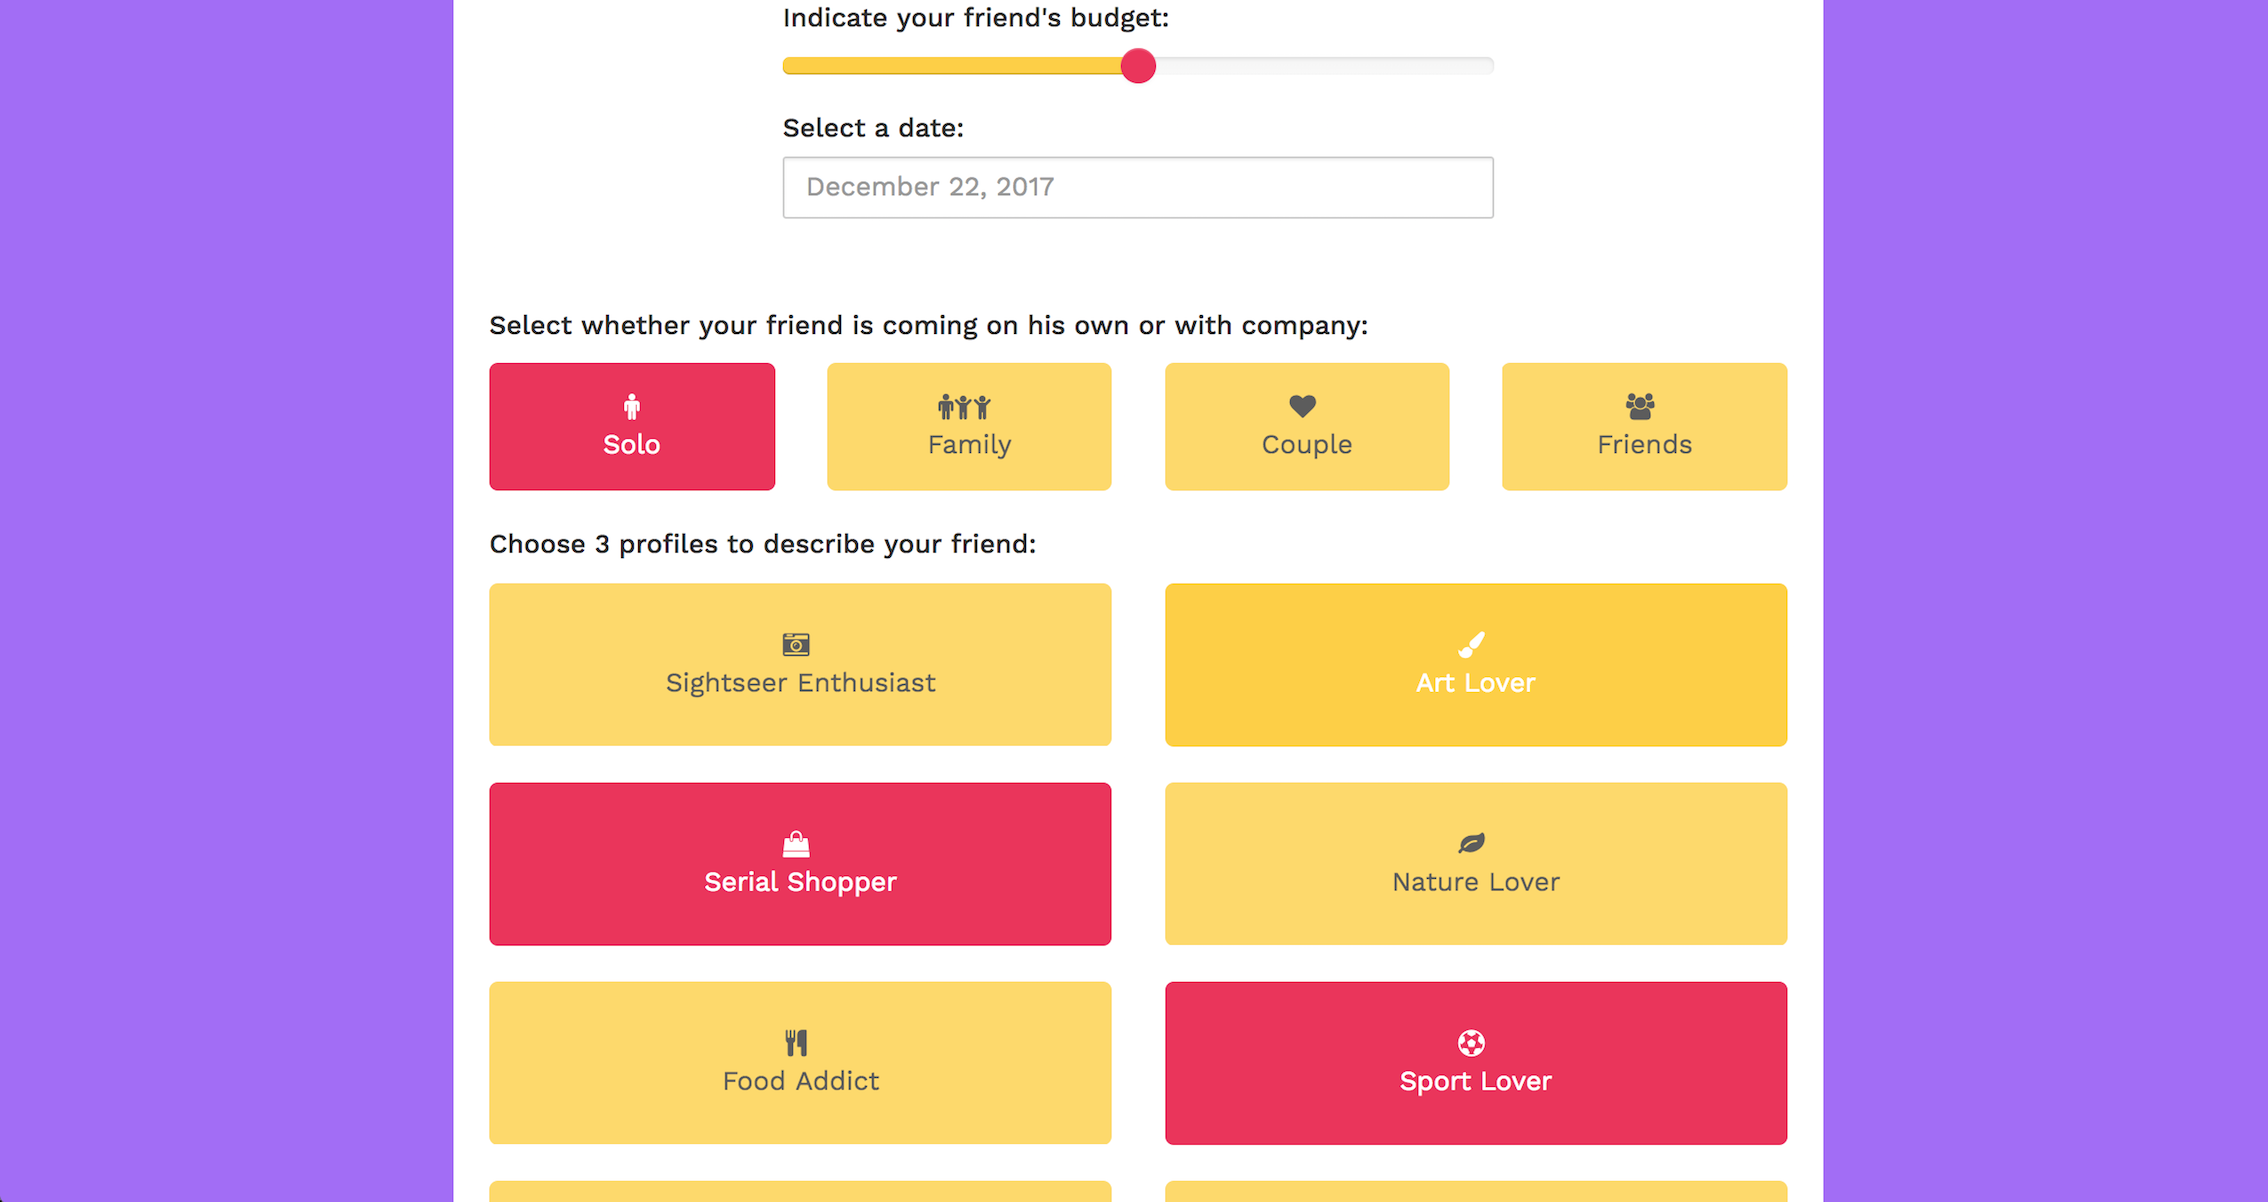 Indicate your friend's budget:
Select a date:
December 22, 2017
Select whether your friend is coming on his own or with company:
Solo
Family
Couple
Friends
Choose 3 profiles to describe your friend:
Sightseer Enthusiast
Art Lover
Serial Shopper
Nature Lover
Food Addict
Sport Lover